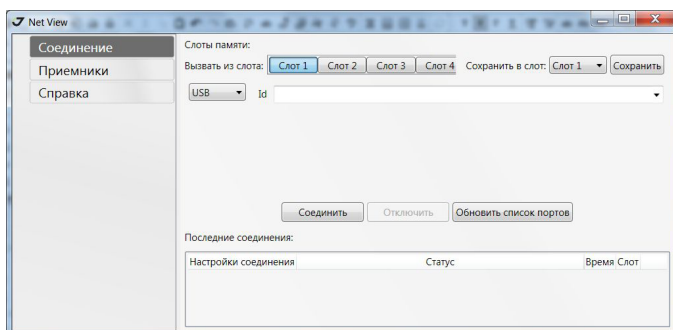 Net View
Соединение
Приемники
Справка
Слоты памяти:
Вызвать из слота: Слот 1 Слот 2 Слот 3 Слот 4 Сохранить в слот: Слот 1 Сохранить
USB Id
Соединить Отключить Обновить список портов
Последние соединения:
Настройки соединения Статус Время Слот